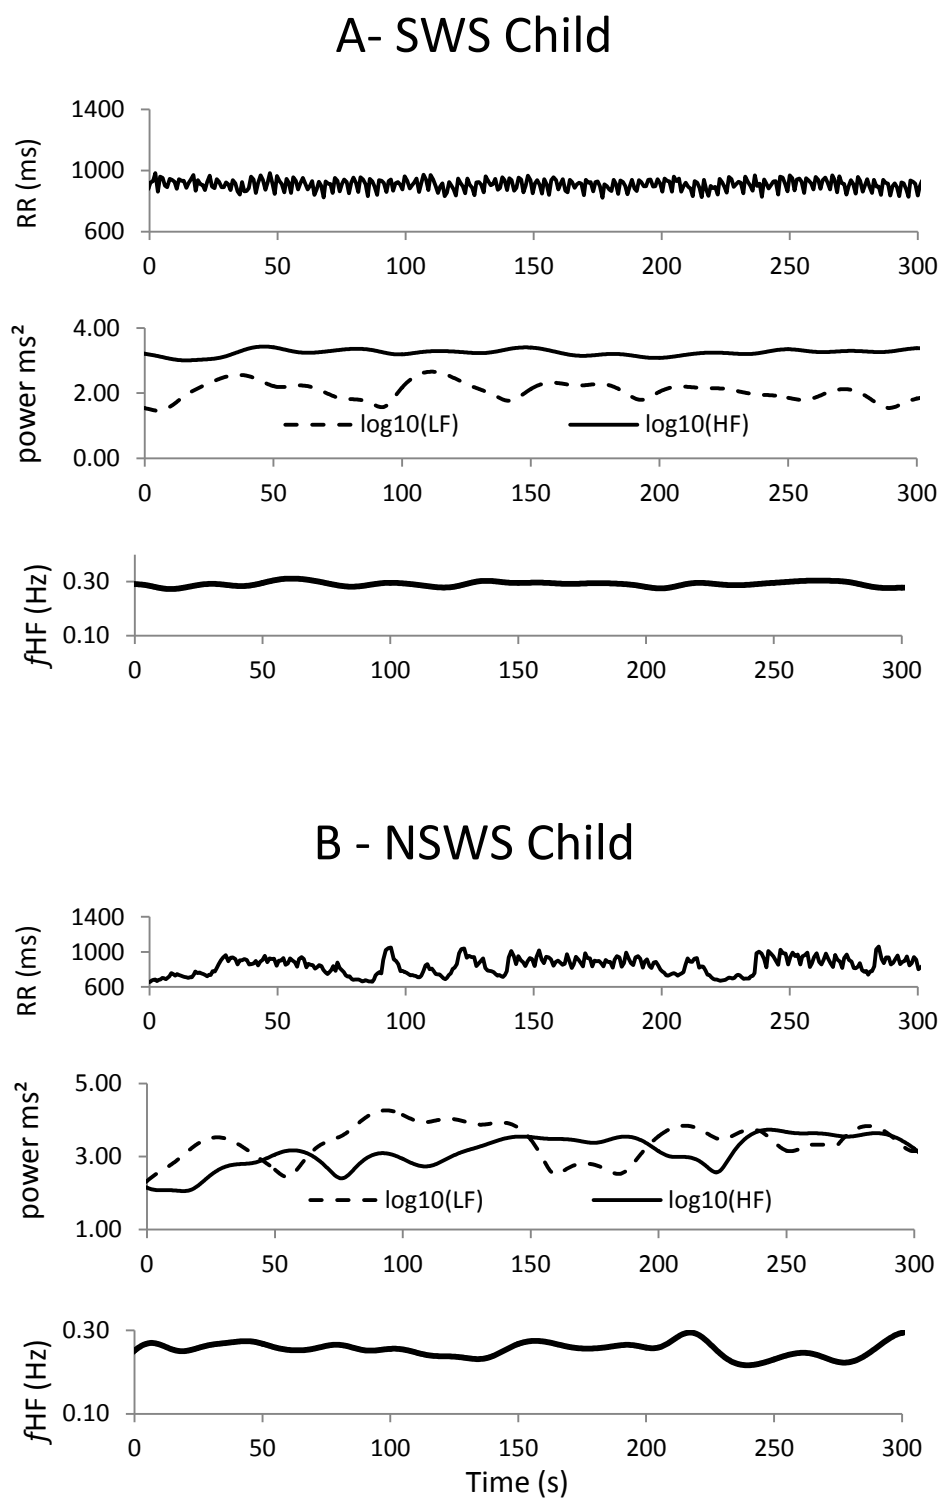 A- SWS Child
RR (ms)
1400
1000
600
0 50 100 150 200 250 300
power ms²
4.00
2.00
0.00
log10(LF) log10(HF)
0 50 100 150 200 250 300
fHF (Hz)
0.30
0.10
0 50 100 150 200 250 300
B - NSWS Child
RR (ms)
1400
1000
600
0 50 100 150 200 250 300
power ms²
5.00
3.00
1.00
log10(LF) log10(HF)
0 50 100 150 200 250 300
fHF (Hz)
0.30
0.10
0 50 100 150 200 250 300
Time (s)